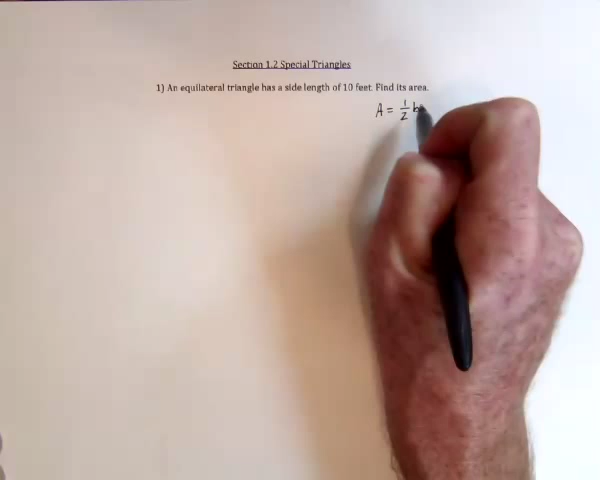 Section 1.2 Special Triangles
1) An equilateral triangle has a side length of 10 feet. Find its area.
A = 1/2 b